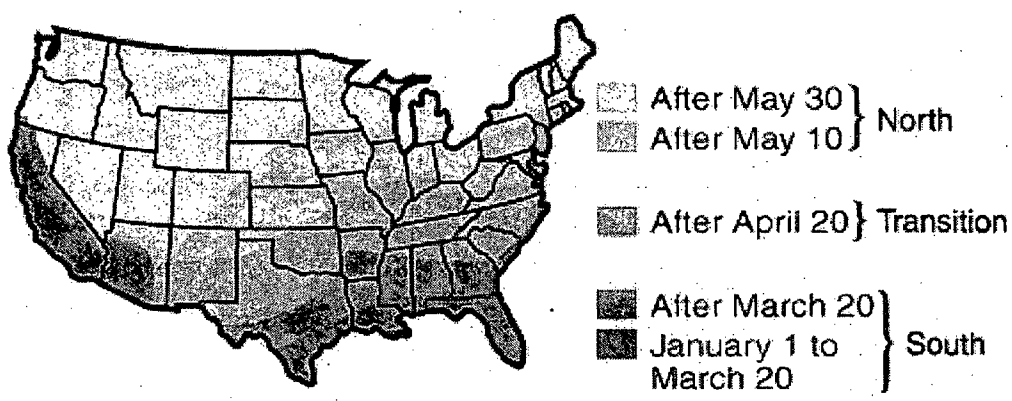 After May 30
After May 10
North
After April 20
Transition
After March 20
January 1 to
March 20
South